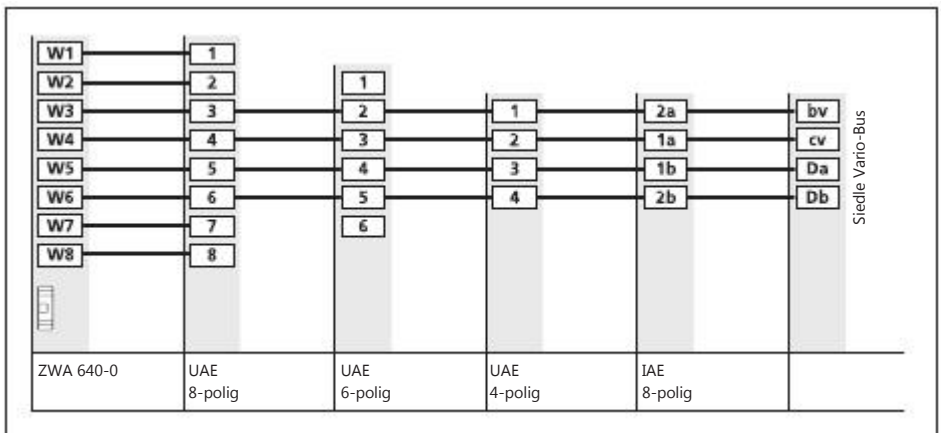 W1 1
W2 2 1
W3 3 2 1 2a bv
W4 4 3 2 1a cv
W5 5 4 3 1b Da
W6 6 5 4 2b Db
W7 7 6
W8 8
Siedle Vario-Bus
ZWA 640-0 UAE UAE UAE IAE
8-polig 6-polig 4-polig 8-polig